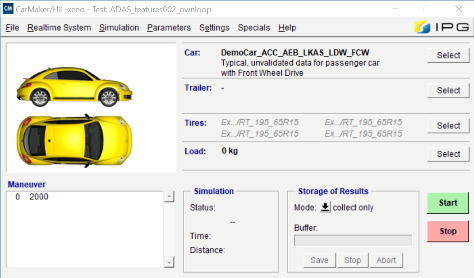 CarMaker/HIL -xeno. - Test: ADAS_features002_ownloop
File Realtime System Simulation Parameters Settings Specials Help
IPG
Car: DemoCar_ACC_AEB_LKAS_LDW_FCW Select
Typical, unvalidated data for passenger car
with Front Wheel Drive
Trailer: - Select
Tires: Ex../RT_195_65R15 Ex../RT_195_65R15 Select
Ex../RT_195_65R15 Ex../RT_195_65R15
Load: 0 kg Select
Maneuver
0 2000
Simulation
Status:
--
Time:
Distance:
Storage of Results
Mode: collect only
Buffer:
Save Stop Abort
Start
Stop